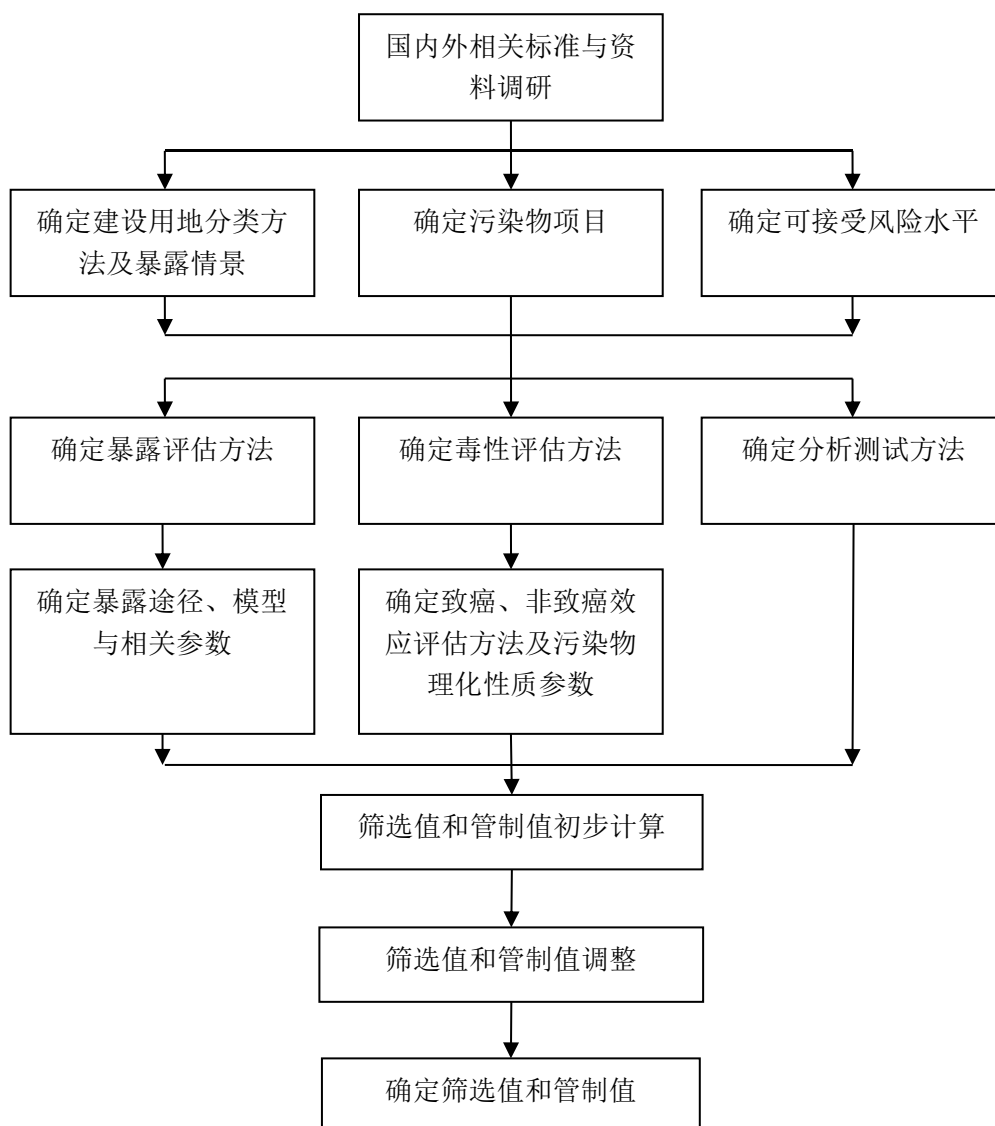 国内外相关标准与资
料调研
确定建设用地分类方
法及暴露情景
确定污染物项目
确定可接受风险水平
确定暴露评估方法
确定毒性评估方法
确定分析测试方法
确定暴露途径、模型
与相关参数
确定致癌、非致癌效
应评估方法及污染物
理化性质参数
筛选值和管制值初步计算
筛选值和管制值调整
确定筛选值和管制值